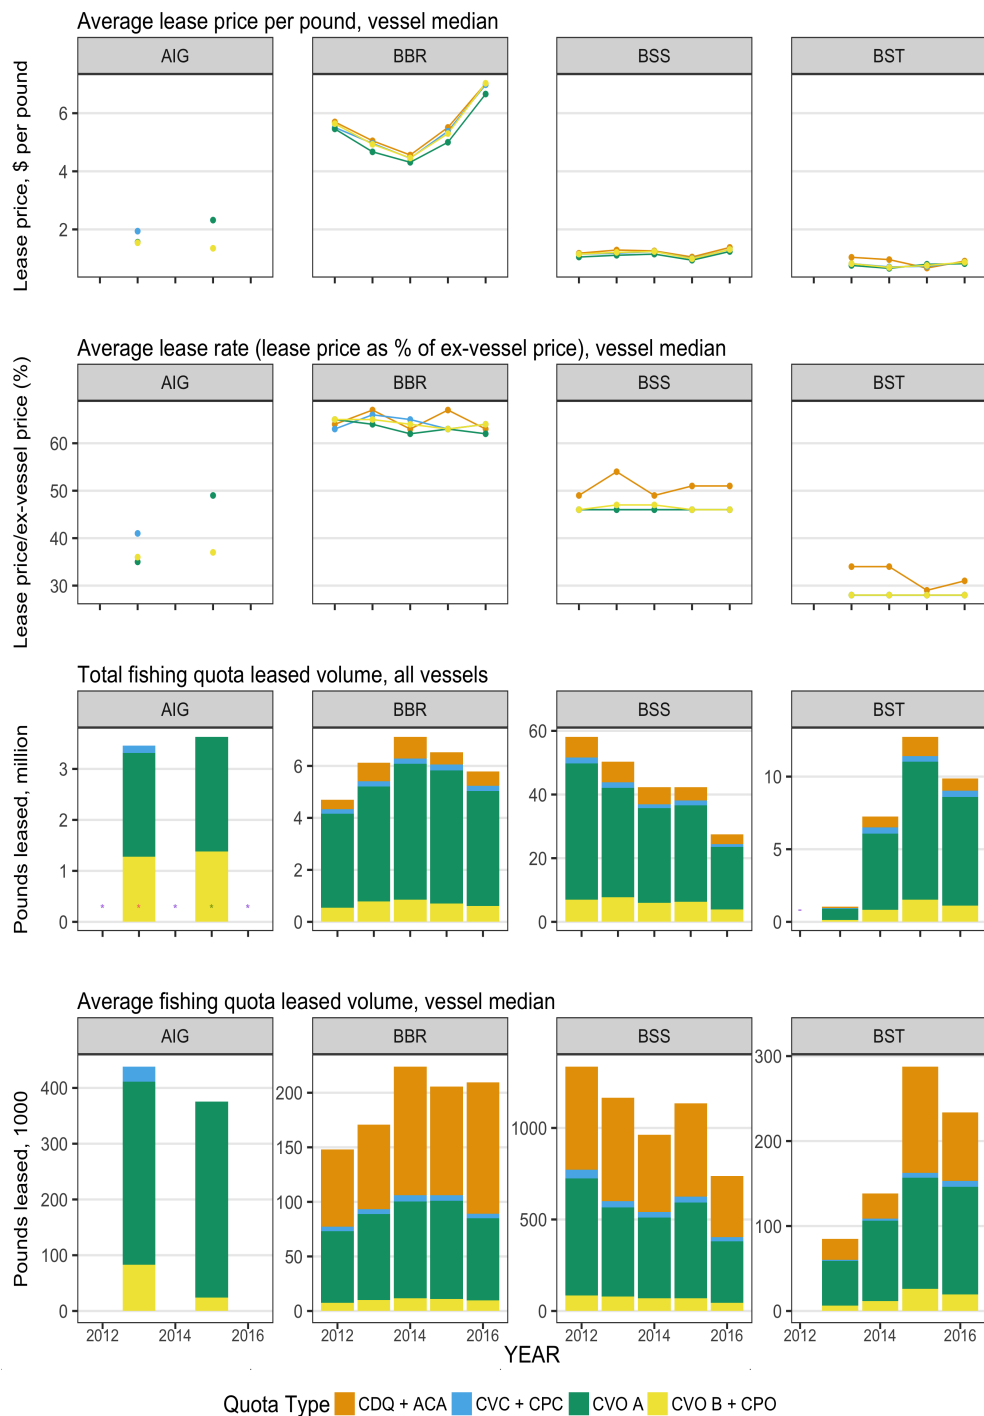 Average lease price per pound, vessel median
AIG BBR BSS BST
Lease price, $ per pound
6
4
2
Average lease rate (lease price as % of ex-vessel price), vessel median
AIG BBR BSS BST
Lease price/ex-vessel price (%)
60
50
40
30
Total fishing quota leased volume, all vessels
AIG BBR BSS BST
Pounds leased, million
3
2
1
0
* * * * *
6
4
2
0
60
40
20
0
10
5
0
Average fishing quota leased volume, vessel median
AIG BBR BSS BST
Pounds leased, 1000
400
300
200
100
0
200
150
100
50
0
1000
500
0
300
200
100
0
2012 2014 2016 2012 2014 2016 2012 2014 2016 2012 2014 2016
YEAR
Quota Type CDQ + ACA CVC + CPC CVO A CVO B + CPO